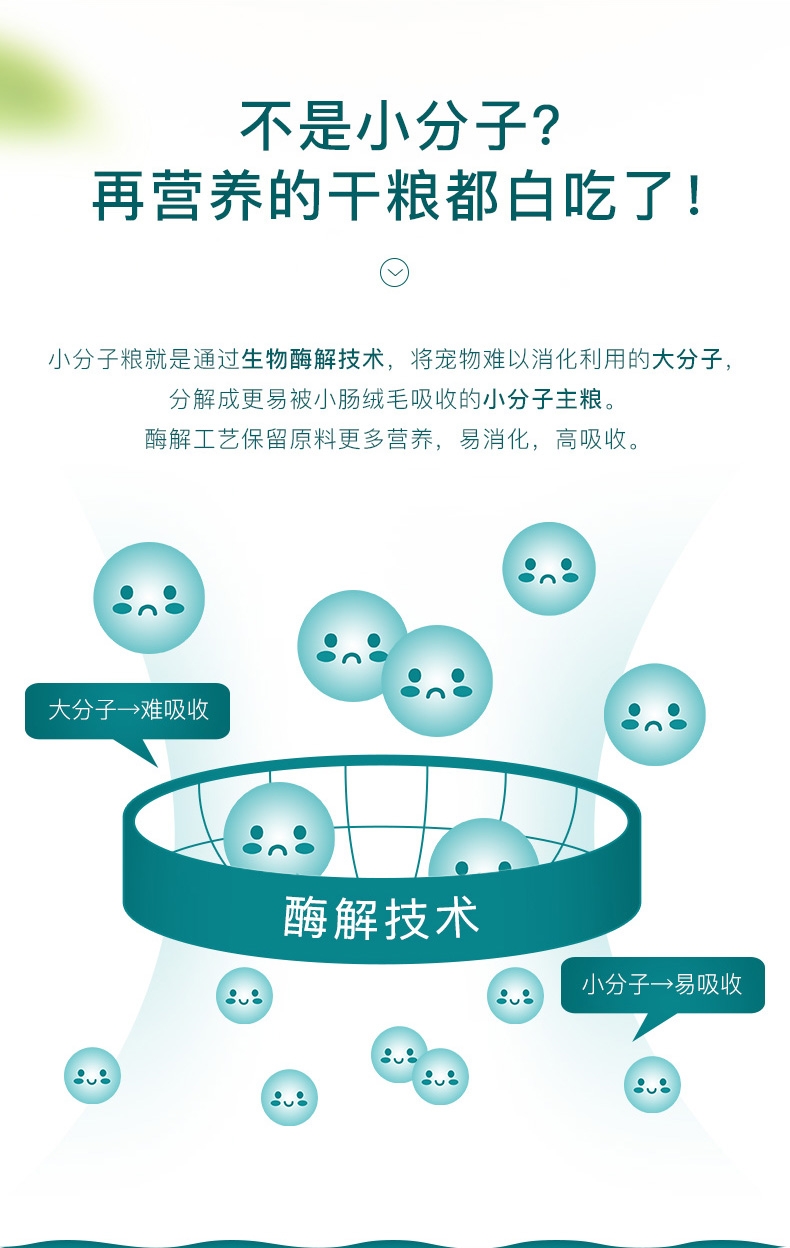 不是小分子?
再营养的干粮都白吃了!
小分子粮就是通过生物酶解技术,将宠物难以消化利用的大分子,
分解成更易被小肠绒毛吸收的小分子主粮。
酶解工艺保留原料更多营养,易消化,高吸收。
大分子→难吸收
酶解技术
小分子→易吸收